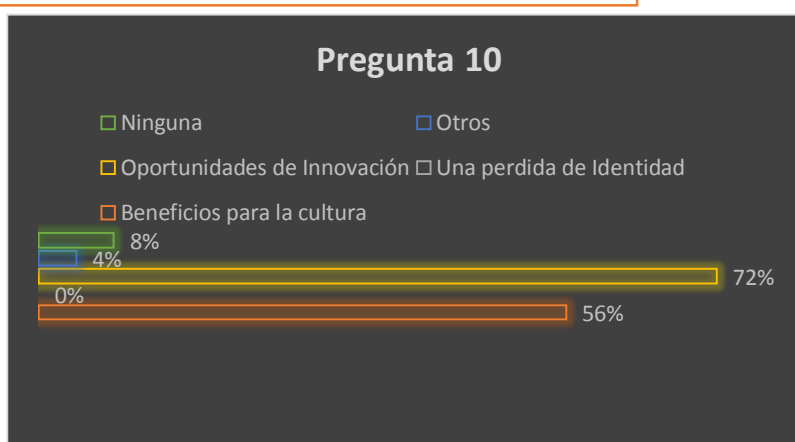 Pregunta 10
Ninguna Otros
Oportunidades de Innovación Una perdida de Identidad
Beneficios para la cultura
8%
4%
72%
0%
56%